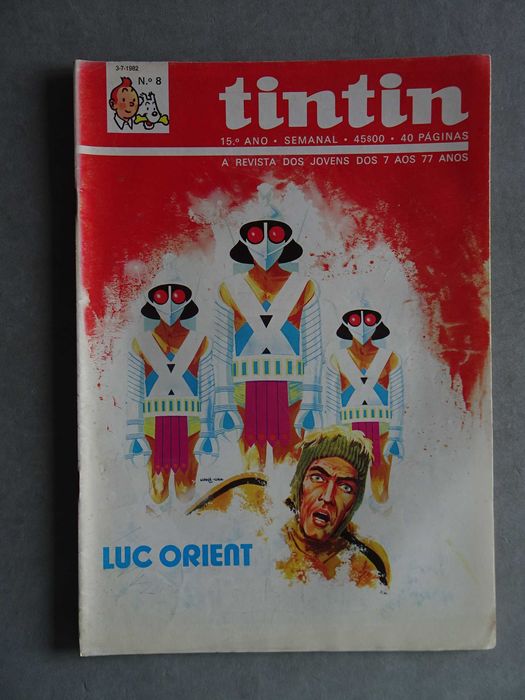 3-7-1982
N.º 8
tintin
15.º ANO • SEMANAL • 45$00 • 40 PÁGINAS
A REVISTA DOS JOVENS DOS 7 AOS 77 ANOS
LUC ORIENT